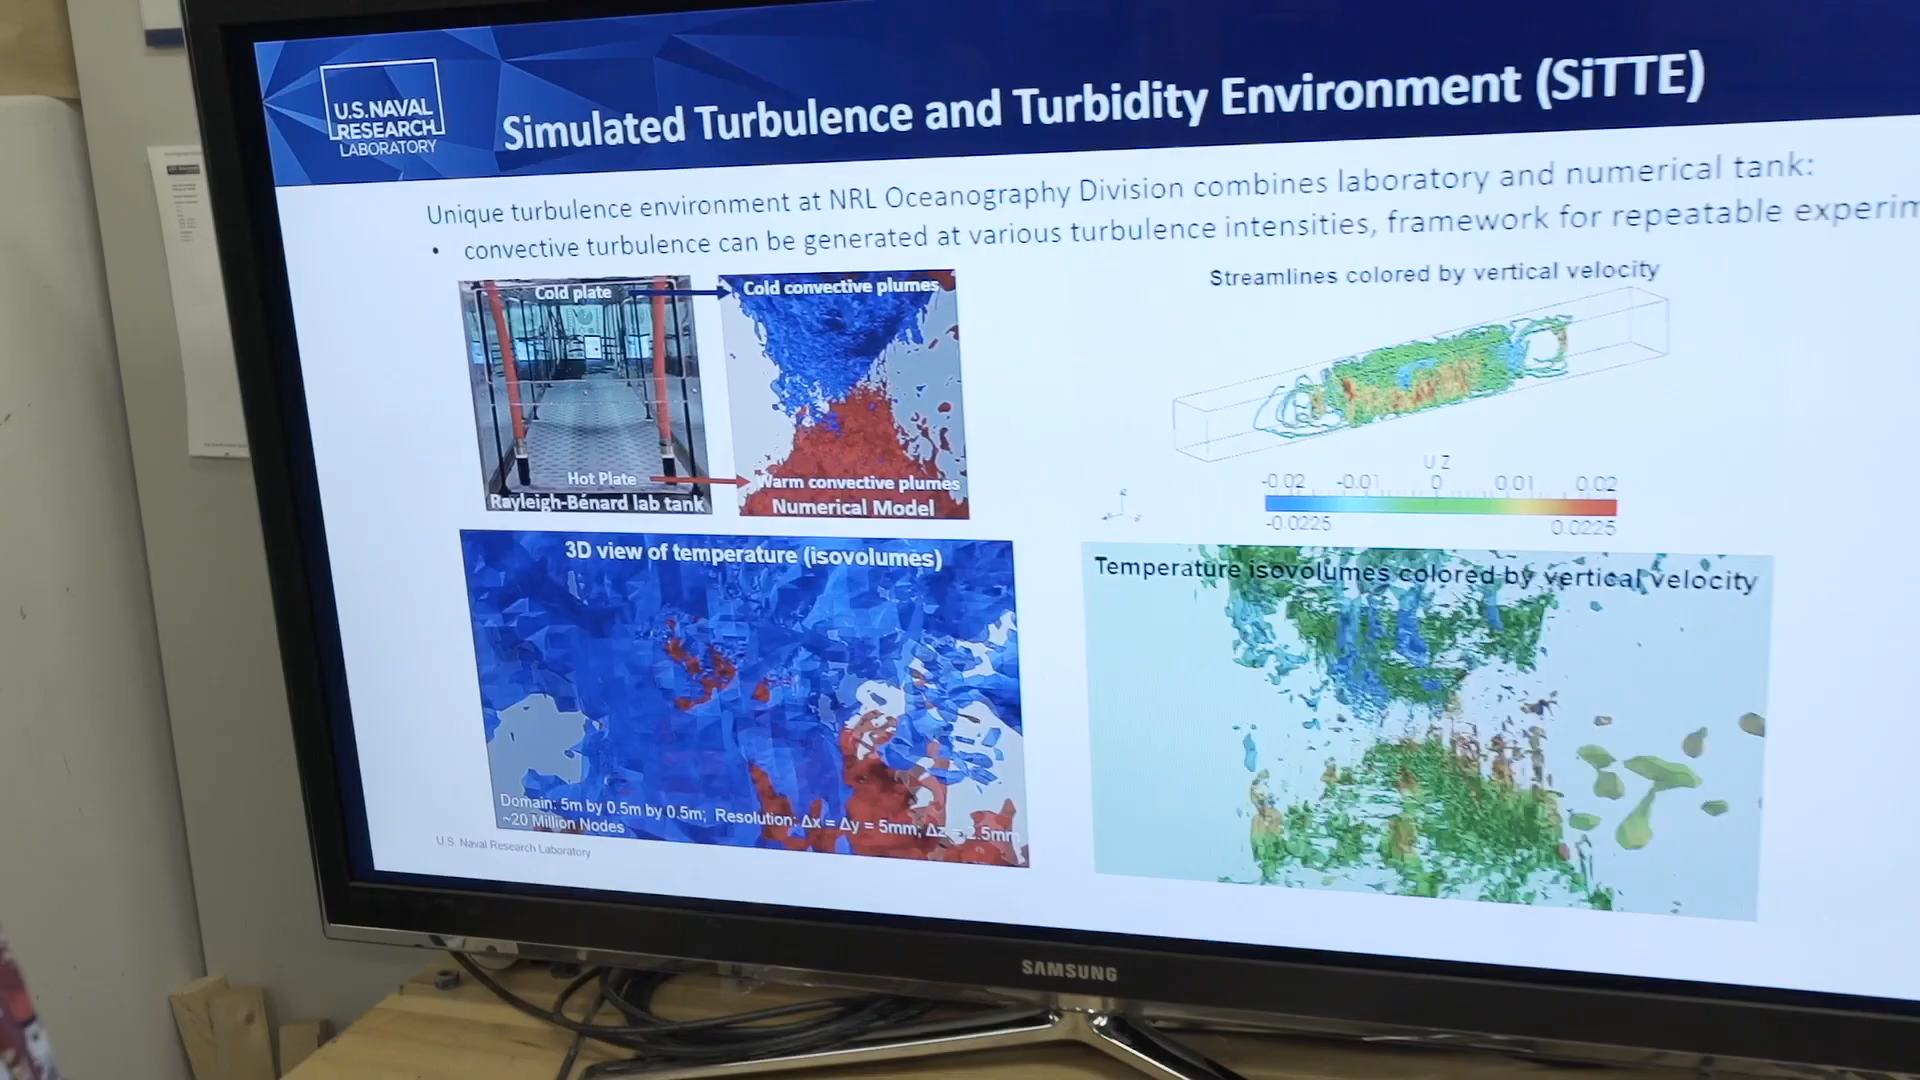 U.S. NAVAL
RESEARCH
LABORATORY
Simulated Turbulence and Turbidity Environment (SiTTE)
Unique turbulence environment at NRL Oceanography Division combines laboratory and numerical tank:
• convective turbulence can be generated at various turbulence intensities, framework for repeatable experim
Cold plate
Cold convective plumes
Hot Plate
Rayleigh-Bénard lab tank
Warm convective plumes
Numerical Model
Streamlines colored by vertical velocity
U Z
-0.02 -0.01 0 0.01 0.02
-0.0225 0.0225
3D view of temperature (isovolumes)
Domain: 5m by 0.5m by 0.5m; Resolution: Δx = Δy = 5mm; Δz = 2.5mm
~20 Million Nodes
Temperature isovolumes colored by vertical velocity
U.S. Naval Research Laboratory
SAMSUNG